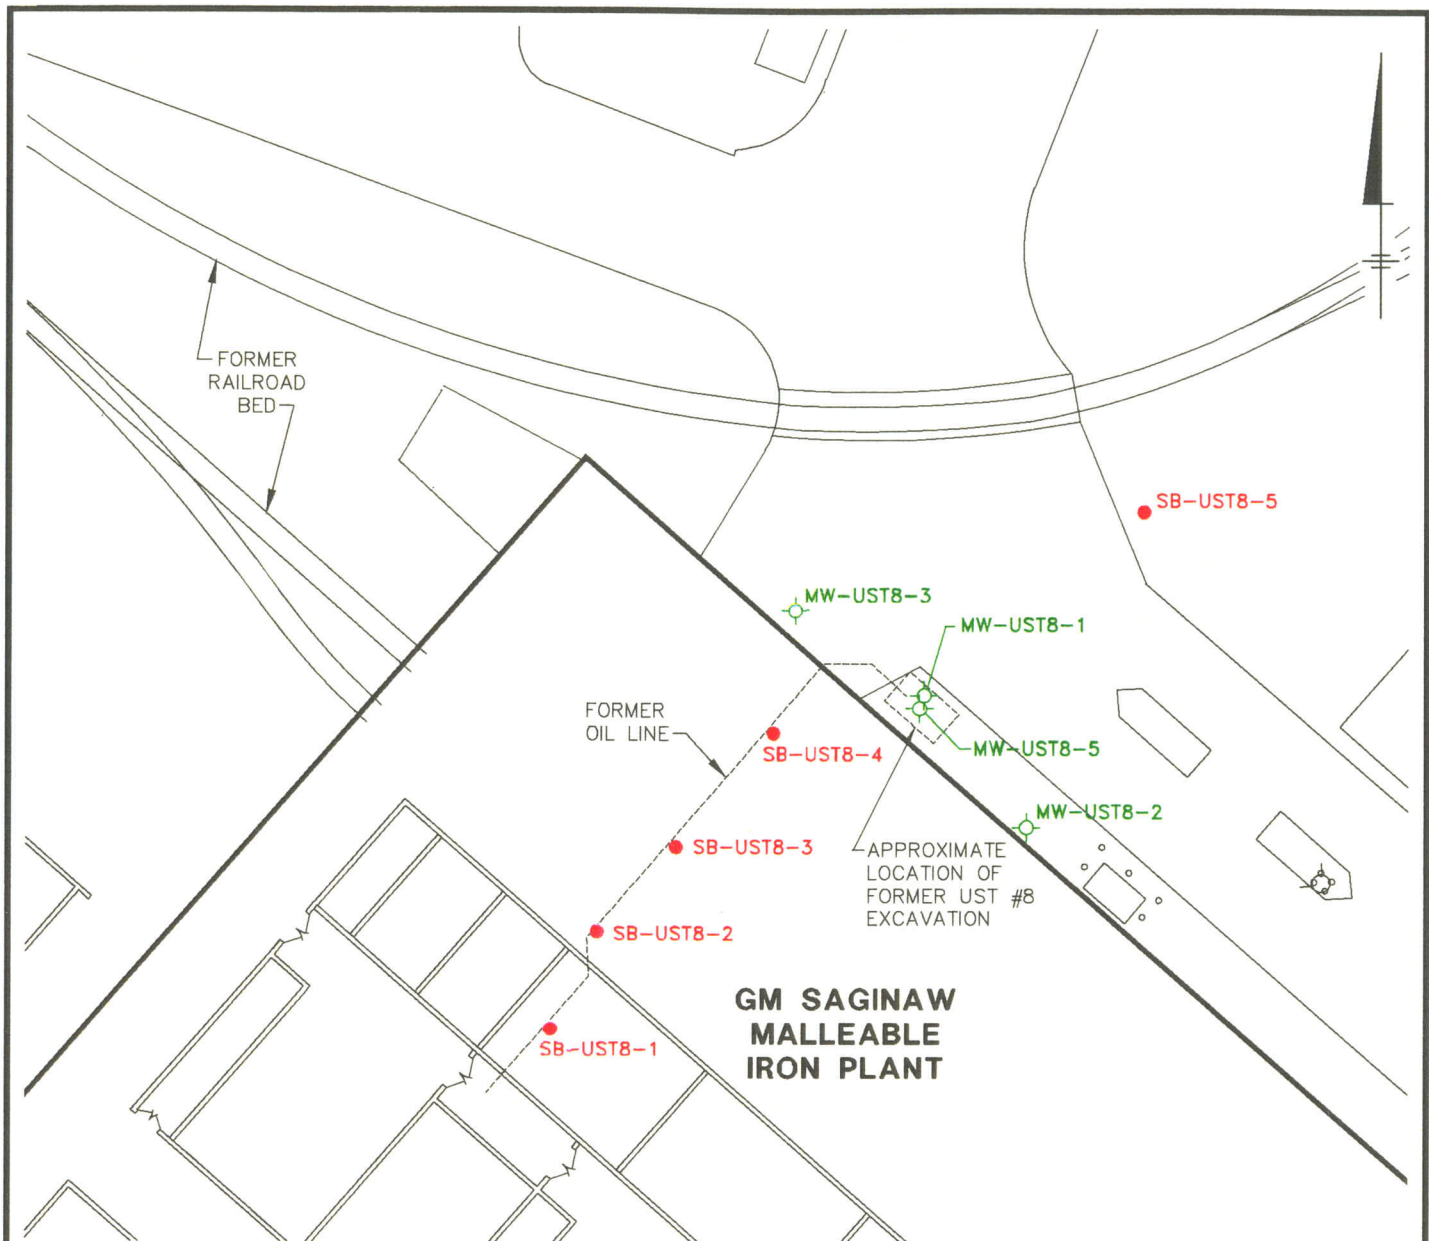 FORMER
RAILROAD
BED
SB-UST8-5
MW-UST8-3
MW-UST8-1
FORMER
OIL LINE
SB-UST8-4
MW-UST8-5
MW-UST8-2
SB-UST8-3
APPROXIMATE
LOCATION OF
FORMER UST #8
EXCAVATION
SB-UST8-2
GM SAGINAW
MALLEABLE
IRON PLANT
SB-UST8-1